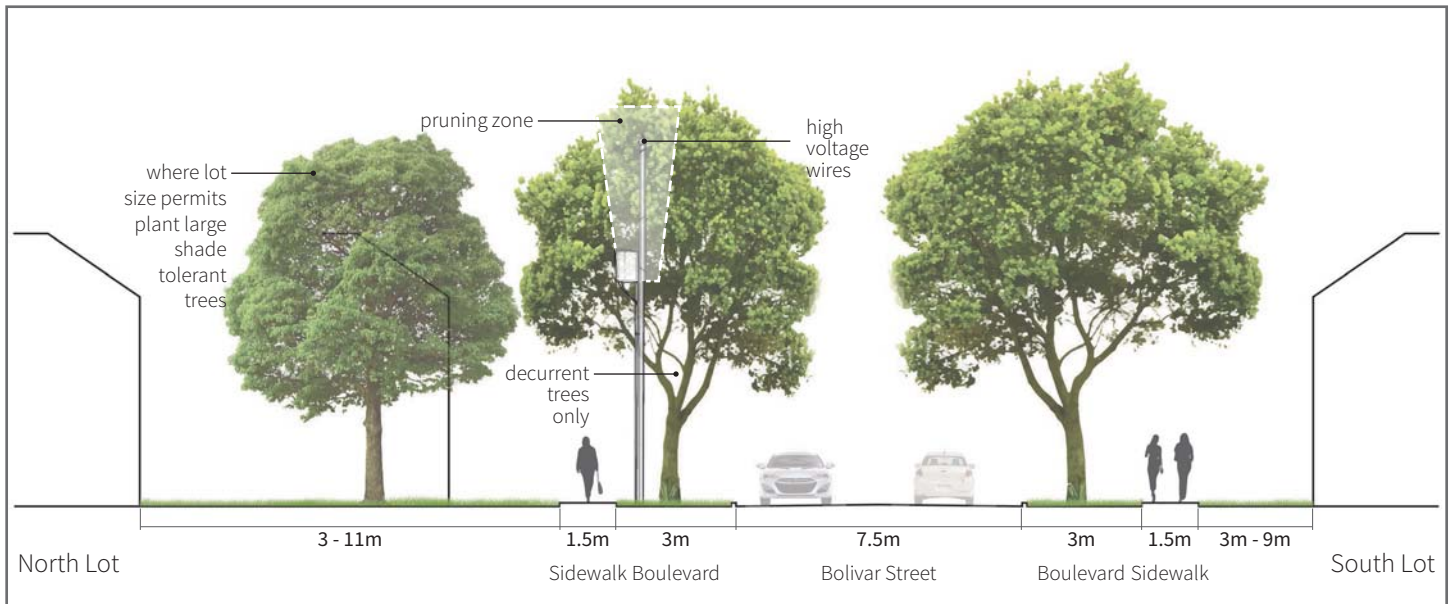 pruning zone
high
voltage
wires
where lot
size permits
plant large
shade
tolerant
trees
decurrent
trees
only
3 - 11m
1.5m
3m
7.5m
3m
1.5m
3m - 9m
North Lot
Sidewalk Boulevard
Bolivar Street
Boulevard Sidewalk
South Lot